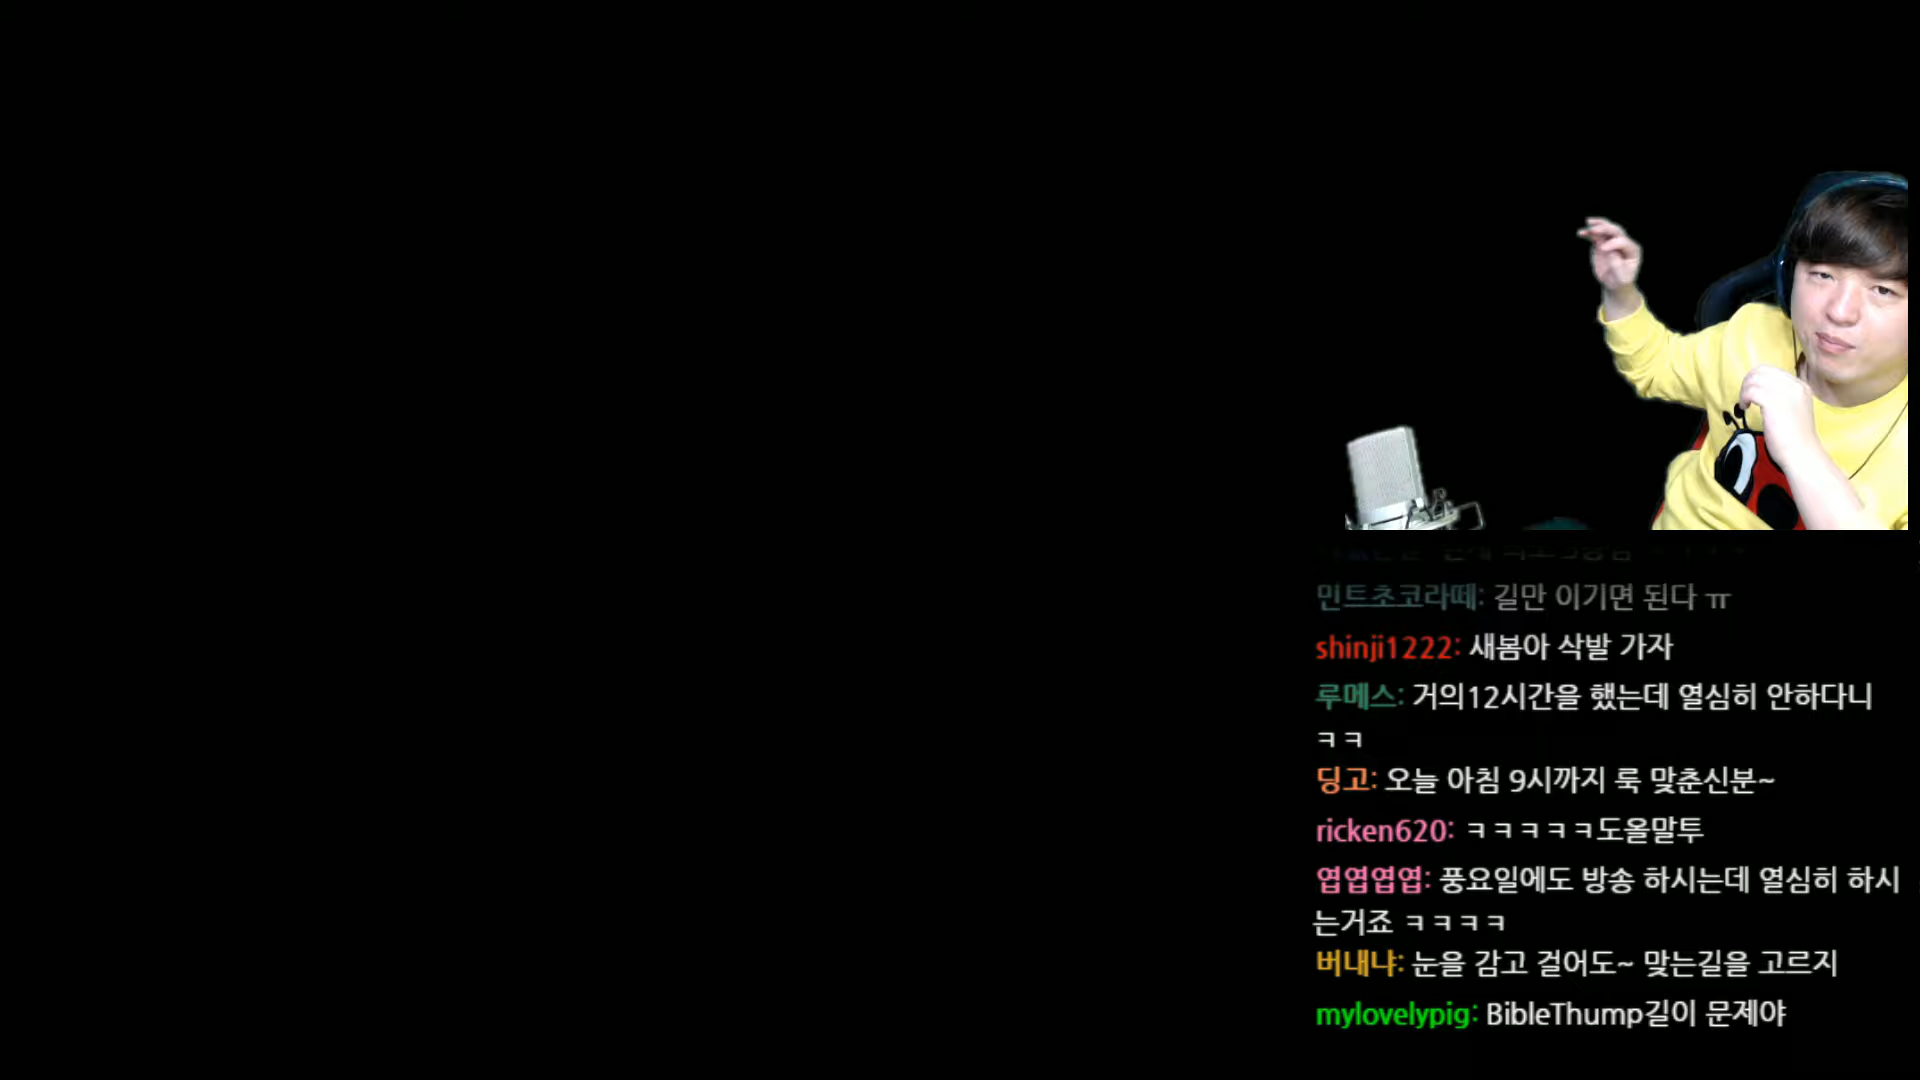 민트초코라떼: 길만 이기면 된다 ㅠ
shinji1222: 새봄아 삭발 가자
루메스: 거의12시간을 했는데 열심히 안하다니
ㅋㅋ
딩고: 오늘 아침 9시까지 룩 맞춘신분~
ricken620: ㅋㅋㅋㅋㅋ도올말투
엽엽엽엽: 풍요일에도 방송 하시는데 열심히 하시
는거죠 ㅋㅋㅋㅋ
버내냐: 눈을 감고 걸어도~ 맞는길을 고르지
mylovelypig: BibleThump길이 문제야